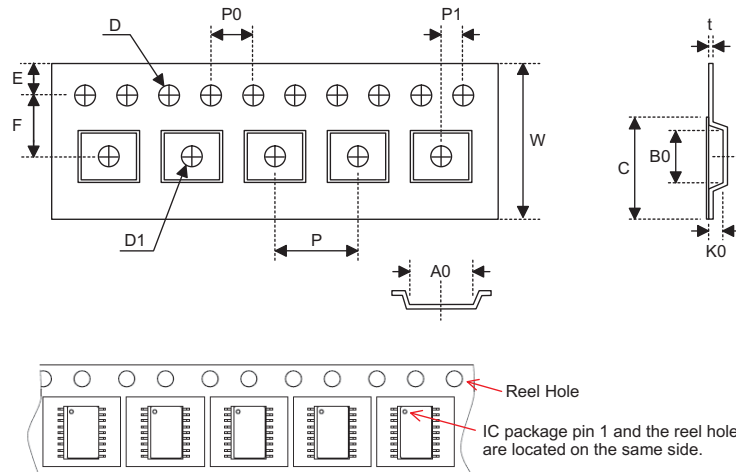 D
P0
P1
t
E
F
W
C
B0
D1
P
K0
A0
Reel Hole
IC package pin 1 and the reel hole
are located on the same side.